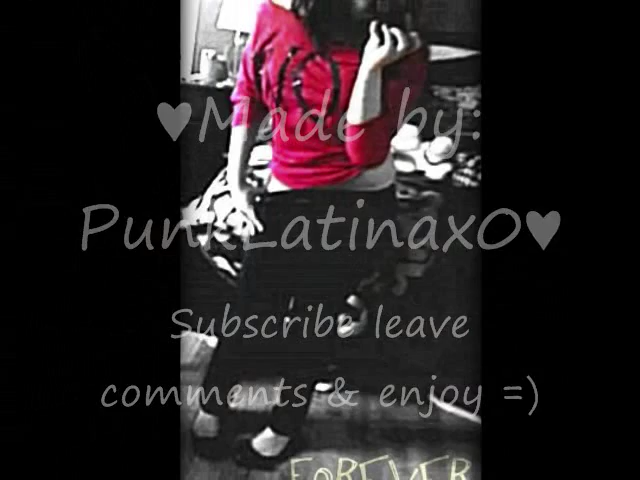 ♥Made by:
PunkLatinaxO♥
Subscribe leave
comments & enjoy =)
FOREVER